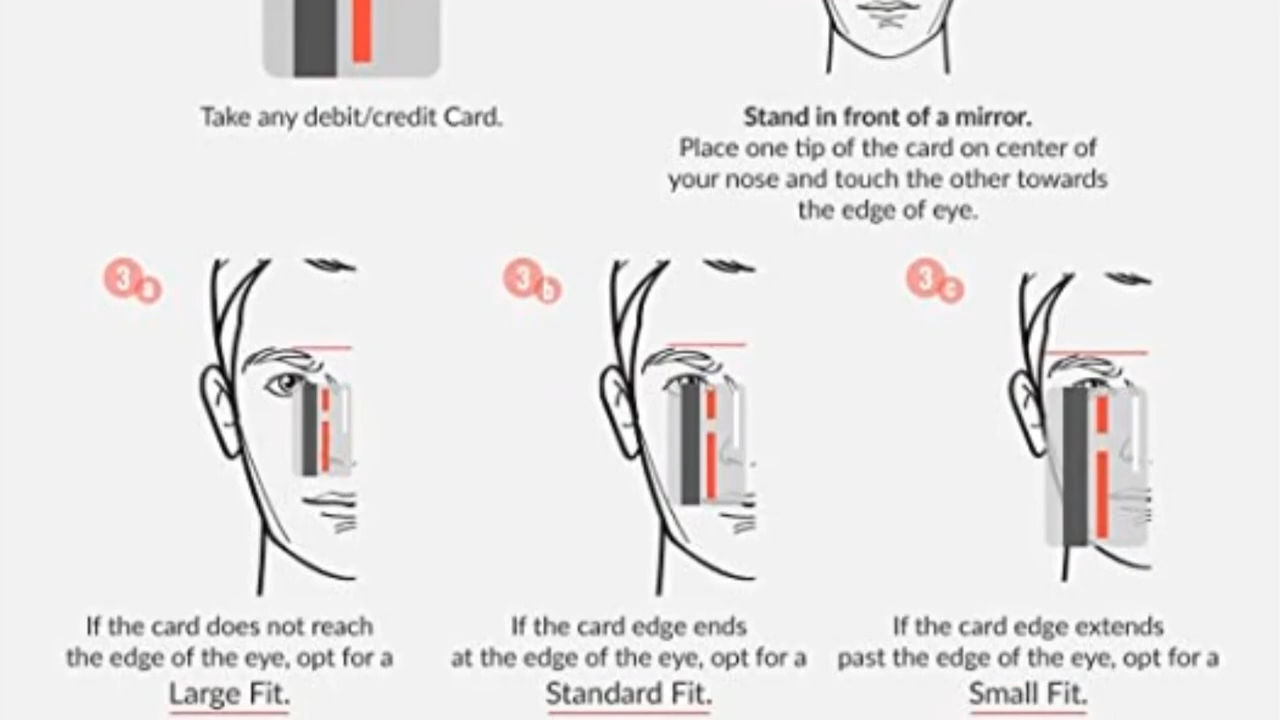 Take any debit/credit Card.
Stand in front of a mirror.
Place one tip of the card on center of
your nose and touch the other towards
the edge of eye.
3a
3b
3c
If the card does not reach
the edge of the eye, opt for a
Large Fit.
If the card edge ends
at the edge of the eye, opt for a
Standard Fit.
If the card edge extends
past the edge of the eye, opt for a
Small Fit.